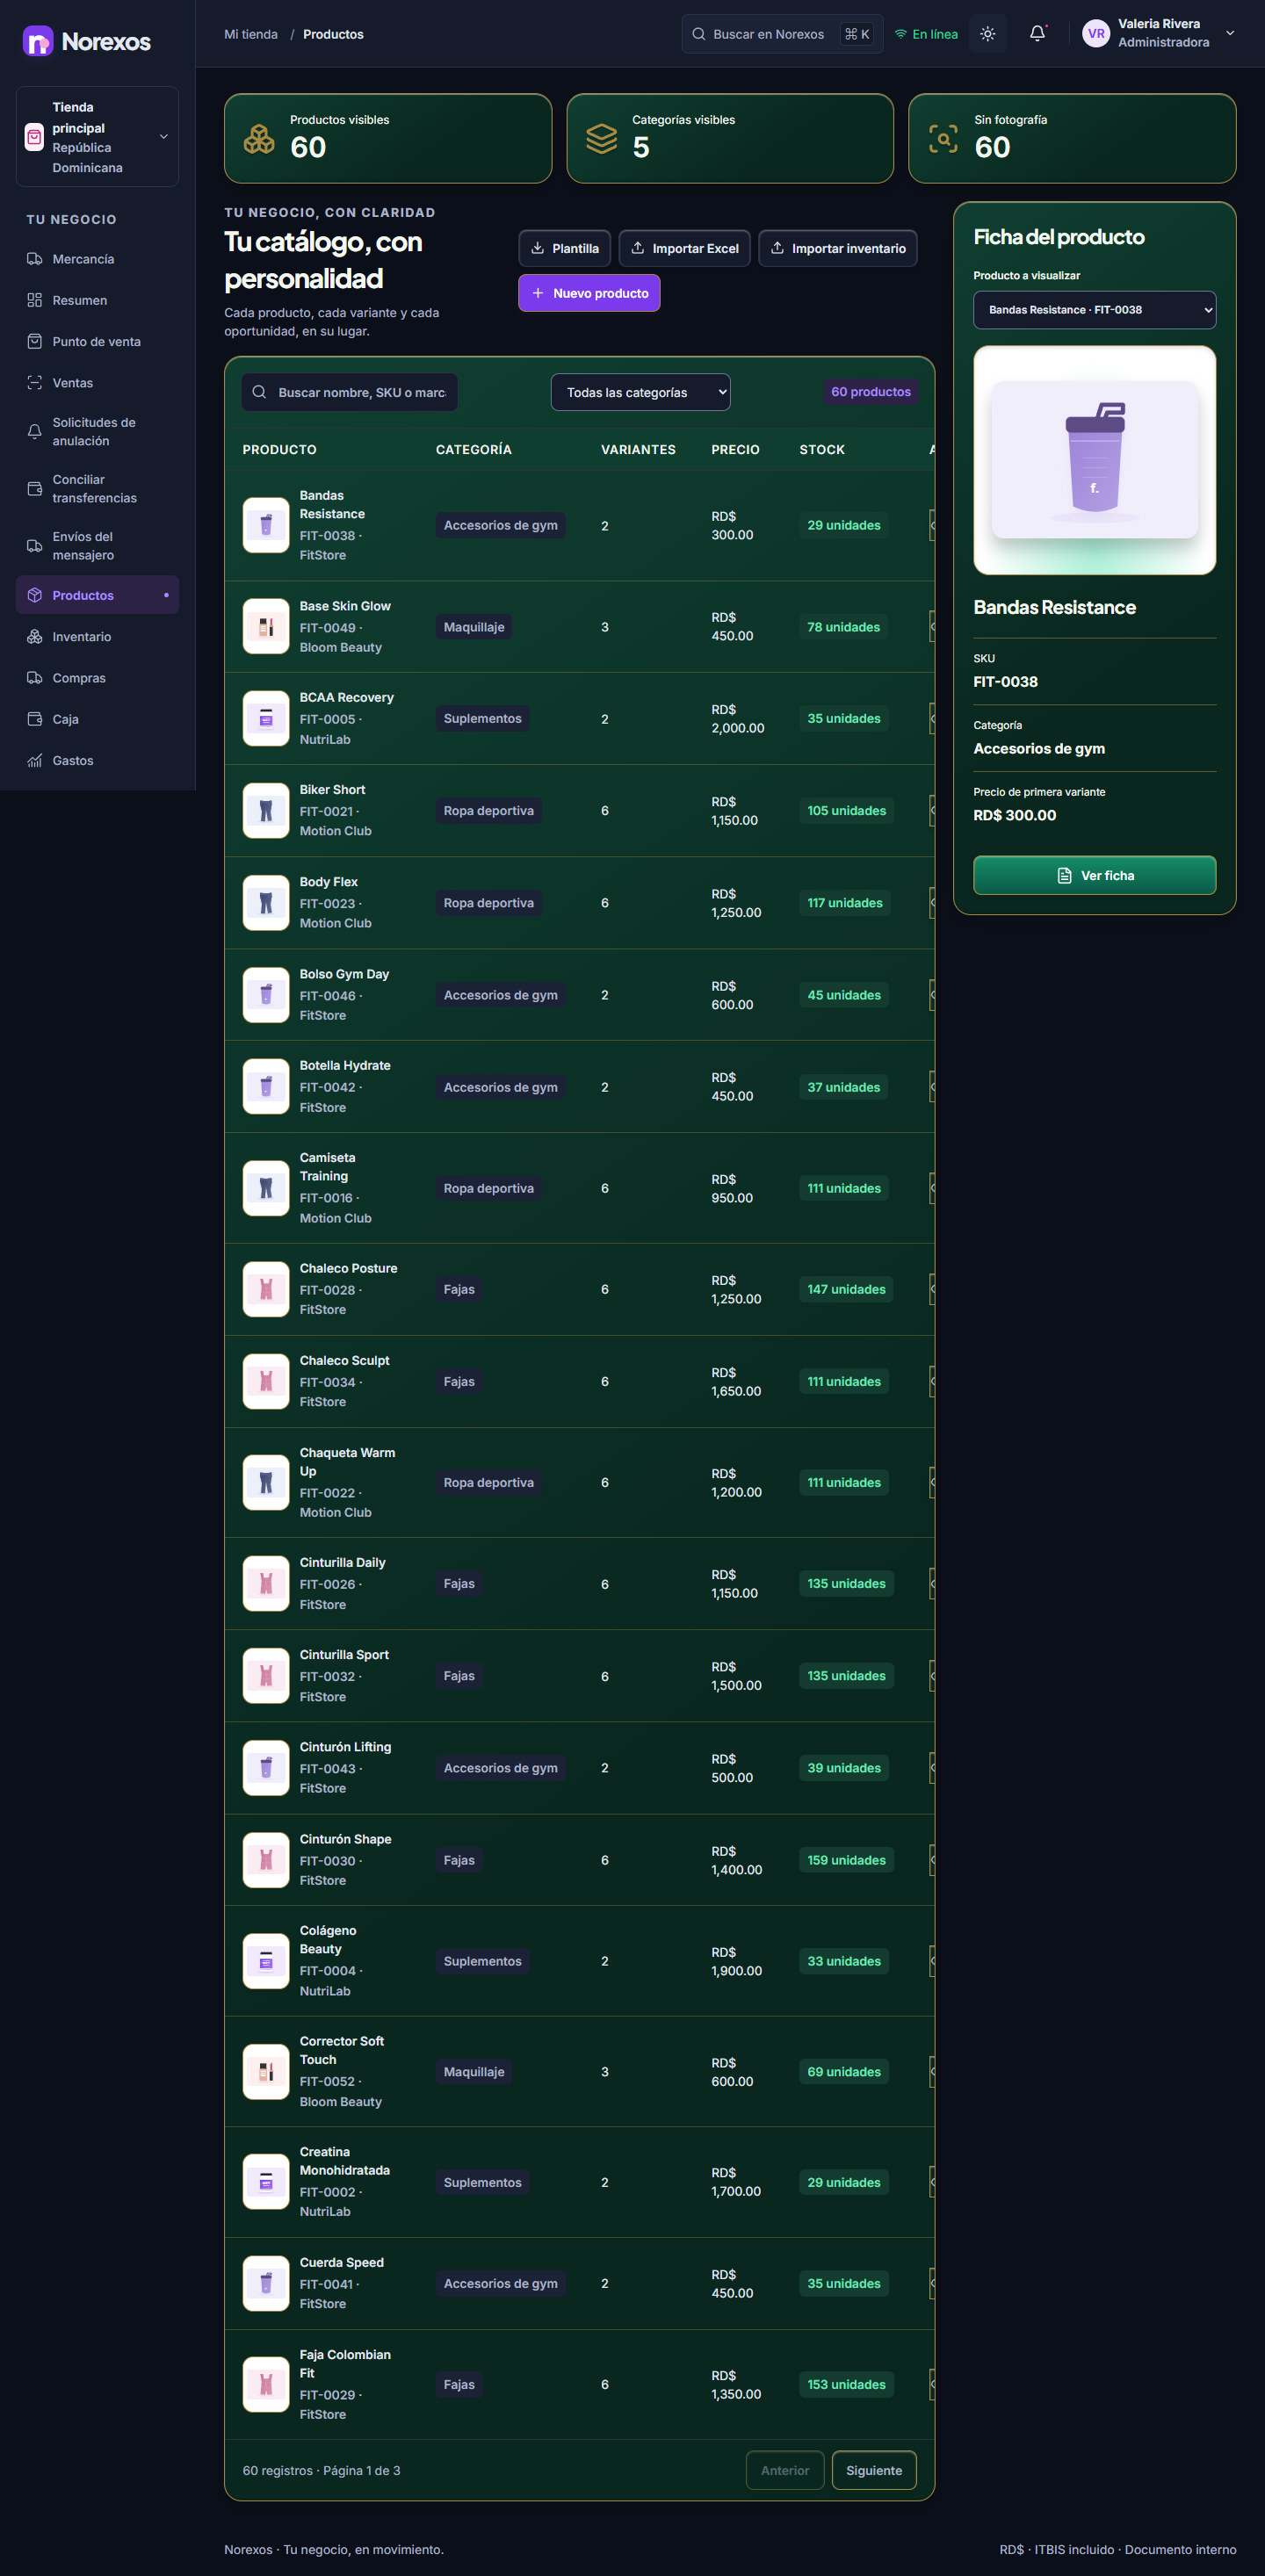 Norexos
Tienda
principal
República
Dominicana
TU NEGOCIO
Mercancía
Resumen
Punto de venta
Ventas
Solicitudes de
anulación
Conciliar
transferencias
Envíos del
mensajero
Productos
Inventario
Compras
Caja
Gastos
Mi tienda / Productos
Buscar en Norexos ⌘ K
En línea
VR
Valeria Rivera
Administradora
Productos visibles
60
Categorías visibles
5
Sin fotografía
60
TU NEGOCIO, CON CLARIDAD
Tu catálogo, con
personalidad
Cada producto, cada variante y cada
oportunidad, en su lugar.
Plantilla
Importar Excel
Importar inventario
+ Nuevo producto
Buscar nombre, SKU o marc
Todas las categorías
60 productos
PRODUCTO CATEGORÍA VARIANTES PRECIO STOCK
Bandas
Resistance
FIT-0038 ·
FitStore
Accesorios de gym
2
RD$
300.00
29 unidades
Base Skin Glow
FIT-0049 ·
Bloom Beauty
Maquillaje
3
RD$
450.00
78 unidades
BCAA Recovery
FIT-0005 ·
NutriLab
Suplementos
2
RD$
2,000.00
35 unidades
Biker Short
FIT-0021 ·
Motion Club
Ropa deportiva
6
RD$
1,150.00
105 unidades
Body Flex
FIT-0023 ·
Motion Club
Ropa deportiva
6
RD$
1,250.00
117 unidades
Bolso Gym Day
FIT-0046 ·
FitStore
Accesorios de gym
2
RD$
600.00
45 unidades
Botella Hydrate
FIT-0042 ·
FitStore
Accesorios de gym
2
RD$
450.00
37 unidades
Camiseta
Training
FIT-0016 ·
Motion Club
Ropa deportiva
6
RD$
950.00
111 unidades
Chaleco Posture
FIT-0028 ·
FitStore
Fajas
6
RD$
1,250.00
147 unidades
Chaleco Sculpt
FIT-0034 ·
FitStore
Fajas
6
RD$
1,650.00
111 unidades
Chaqueta Warm
Up
FIT-0022 ·
Motion Club
Ropa deportiva
6
RD$
1,200.00
111 unidades
Cinturilla Daily
FIT-0026 ·
FitStore
Fajas
6
RD$
1,150.00
135 unidades
Cinturilla Sport
FIT-0032 ·
FitStore
Fajas
6
RD$
1,500.00
135 unidades
Cinturón Lifting
FIT-0043 ·
FitStore
Accesorios de gym
2
RD$
500.00
39 unidades
Cinturón Shape
FIT-0030 ·
FitStore
Fajas
6
RD$
1,400.00
159 unidades
Colágeno
Beauty
FIT-0004 ·
NutriLab
Suplementos
2
RD$
1,900.00
33 unidades
Corrector Soft
Touch
FIT-0052 ·
Bloom Beauty
Maquillaje
3
RD$
600.00
69 unidades
Creatina
Monohidratada
FIT-0002 ·
NutriLab
Suplementos
2
RD$
1,700.00
29 unidades
Cuerda Speed
FIT-0041 ·
FitStore
Accesorios de gym
2
RD$
450.00
35 unidades
Faja Colombian
Fit
FIT-0029 ·
FitStore
Fajas
6
RD$
1,350.00
153 unidades
60 registros · Página 1 de 3
Anterior
Siguiente
Ficha del producto
Producto a visualizar
Bandas Resistance · FIT-0038
f.
Bandas Resistance
SKU
FIT-0038
Categoría
Accesorios de gym
Precio de primera variante
RD$ 300.00
Ver ficha
Norexos · Tu negocio, en movimiento.
RD$ · ITBIS incluido · Documento interno